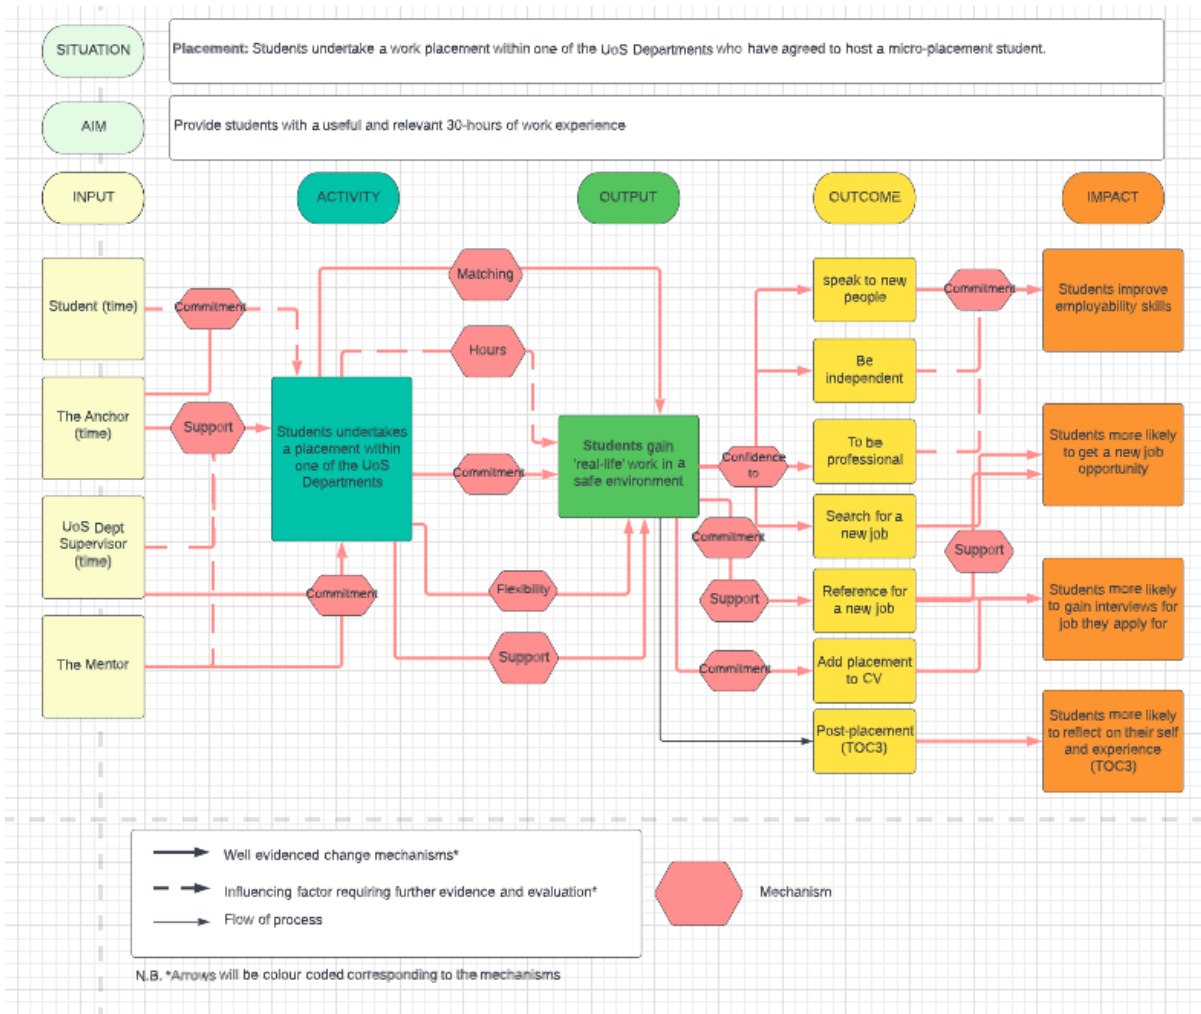 SITUATION
Placement: Students undertake a work placement within one of the UoS Departments who have agreed to host a micro-placement student.
AIM
Provide students with a useful and relevant 30-hours of work experience
INPUT
ACTIVITY
OUTPUT
OUTCOME
IMPACT
Student (time)
The Anchor
(time)
UoS Dept
Supervisor
(time)
The Mentor
Commitment
Support
Commitment
Students undertakes
a placement within
one of the UoS
Departments
Matching
Hours
Commitment
Flexibility
Support
Students gain
'real-life' work in a
safe environment
Confidence
to
Commitment
Support
Commitment
speak to new
people
Be
independent
To be
professional
Search for a
new job
Reference for
a new job
Add placement
to CV
Post-placement
(TOC3)
Commitment
Support
Students improve
employability skills
Students more likely
to get a new job
opportunity
Students more likely
to gain interviews for
job they apply for
Students more likely
to reflect on their self
and experience
(TOC3)
Well evidenced change mechanisms*
Influencing factor requiring further evidence and evaluation*
Flow of process
Mechanism
N.B. *Arrows will be colour coded corresponding to the mechanisms